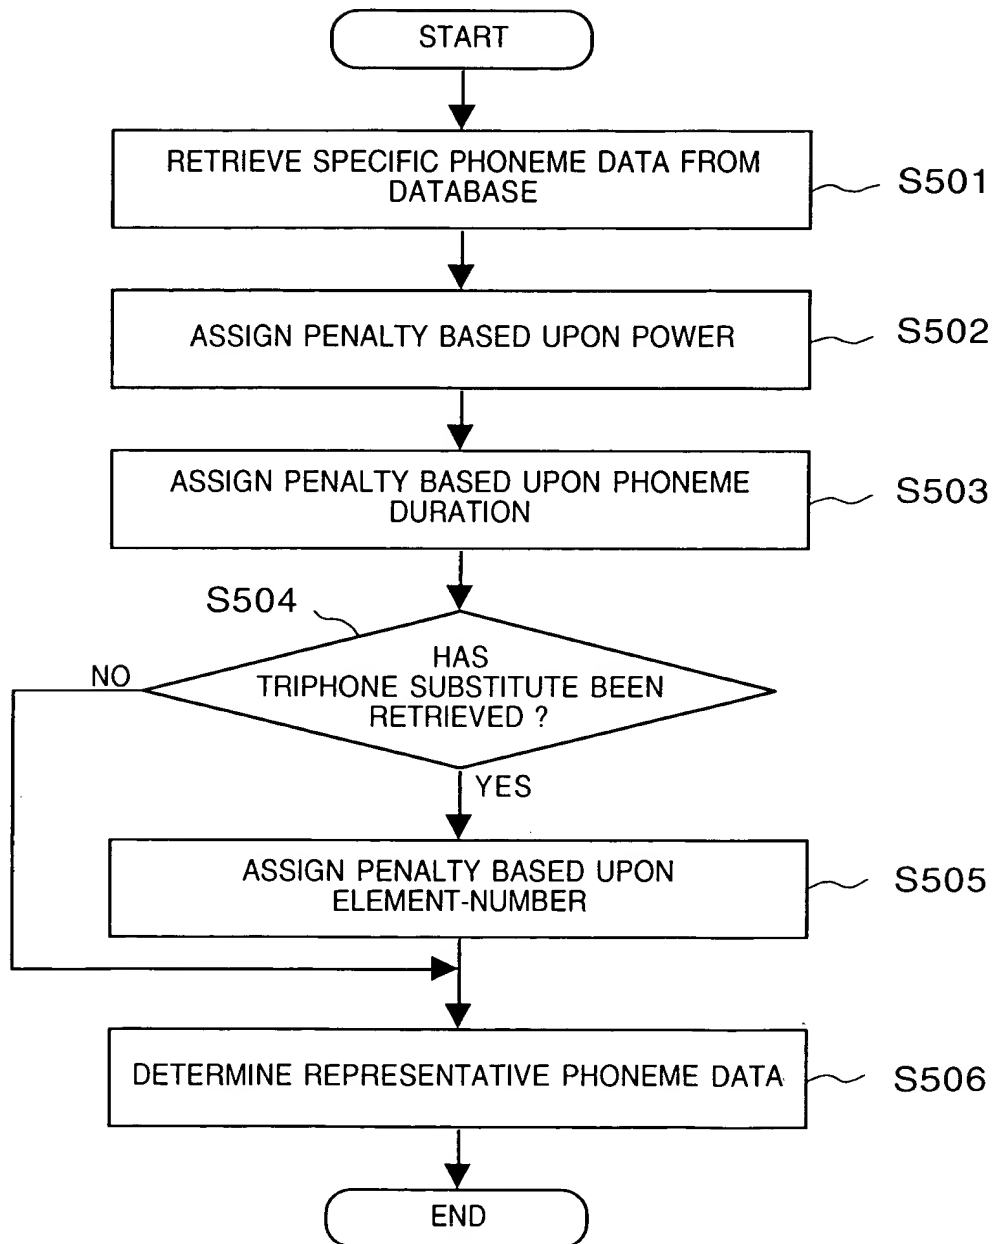 START
RETRIEVE SPECIFIC PHONEME DATA FROM
DATABASE
S501
ASSIGN PENALTY BASED UPON POWER
S502
ASSIGN PENALTY BASED UPON PHONEME
DURATION
S503
S504
HAS
TRIPHONE SUBSTITUTE BEEN
RETRIEVED ?
NO
YES
ASSIGN PENALTY BASED UPON
ELEMENT-NUMBER
S505
DETERMINE REPRESENTATIVE PHONEME DATA
S506
END